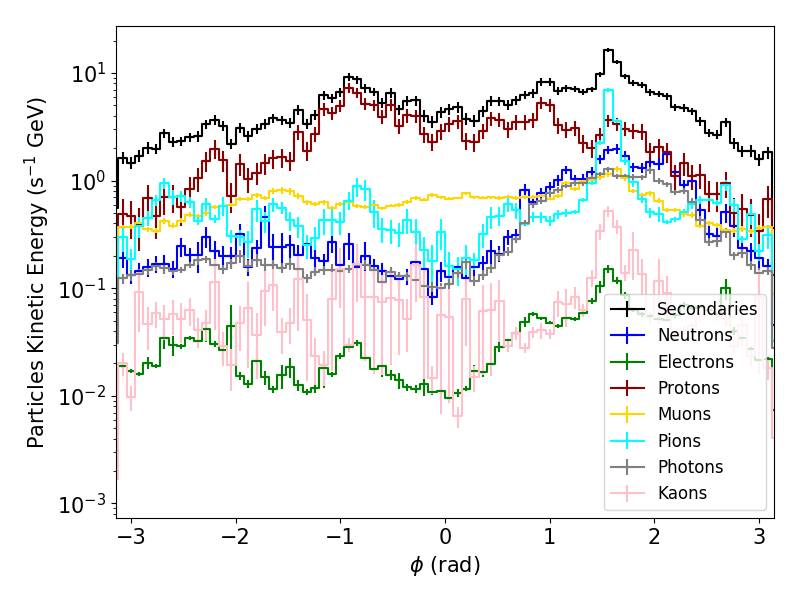 Particles Kinetic Energy (s⁻¹ GeV)
10¹
10⁰
10⁻¹
10⁻²
10⁻³
−3 −2 −1 0 1 2 3
ϕ (rad)
Secondaries
Neutrons
Electrons
Protons
Muons
Pions
Photons
Kaons